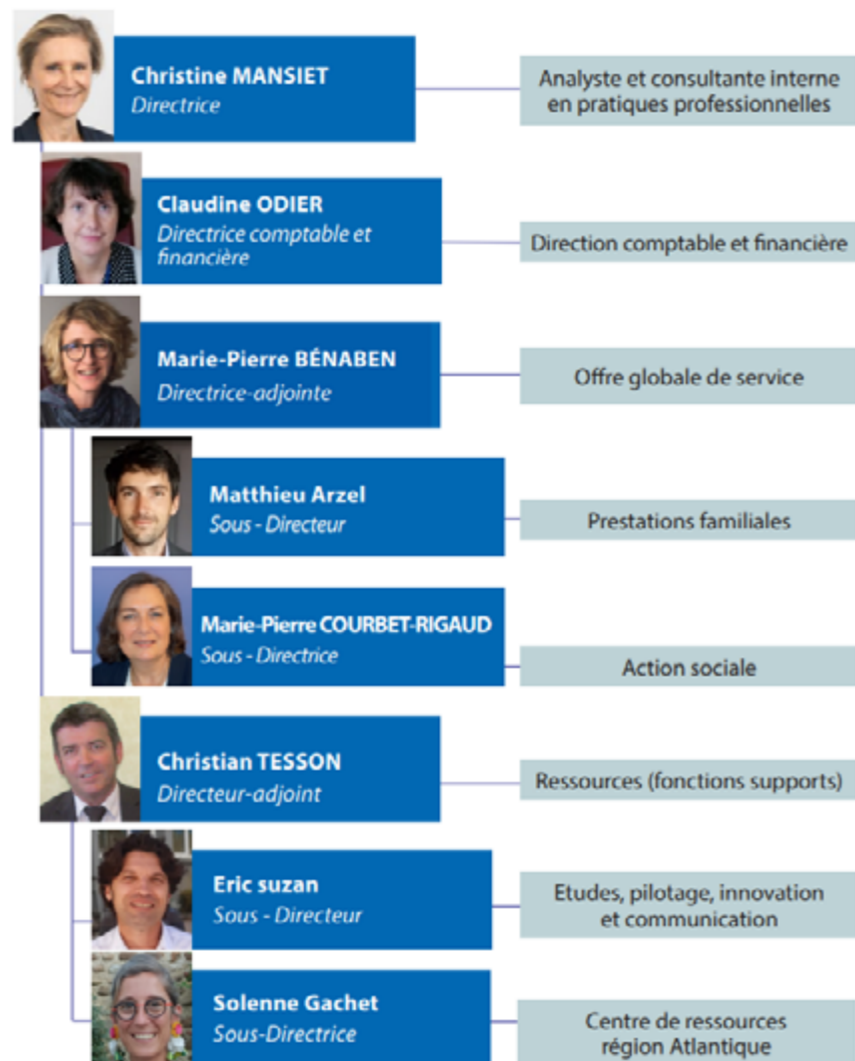 Christine MANSIET
Directrice
Analyste et consultante interne
en pratiques professionnelles
Claudine ODIER
Directrice comptable et
financière
Direction comptable et financière
Marie-Pierre BÉNABEN
Directrice-adjointe
Offre globale de service
Matthieu Arzel
Sous - Directeur
Prestations familiales
Marie-Pierre COURBET-RIGAUD
Sous - Directrice
Action sociale
Christian TESSON
Directeur-adjoint
Ressources (fonctions supports)
Eric suzan
Sous - Directeur
Etudes, pilotage, innovation
et communication
Solenne Gachet
Sous-Directrice
Centre de ressources
région Atlantique